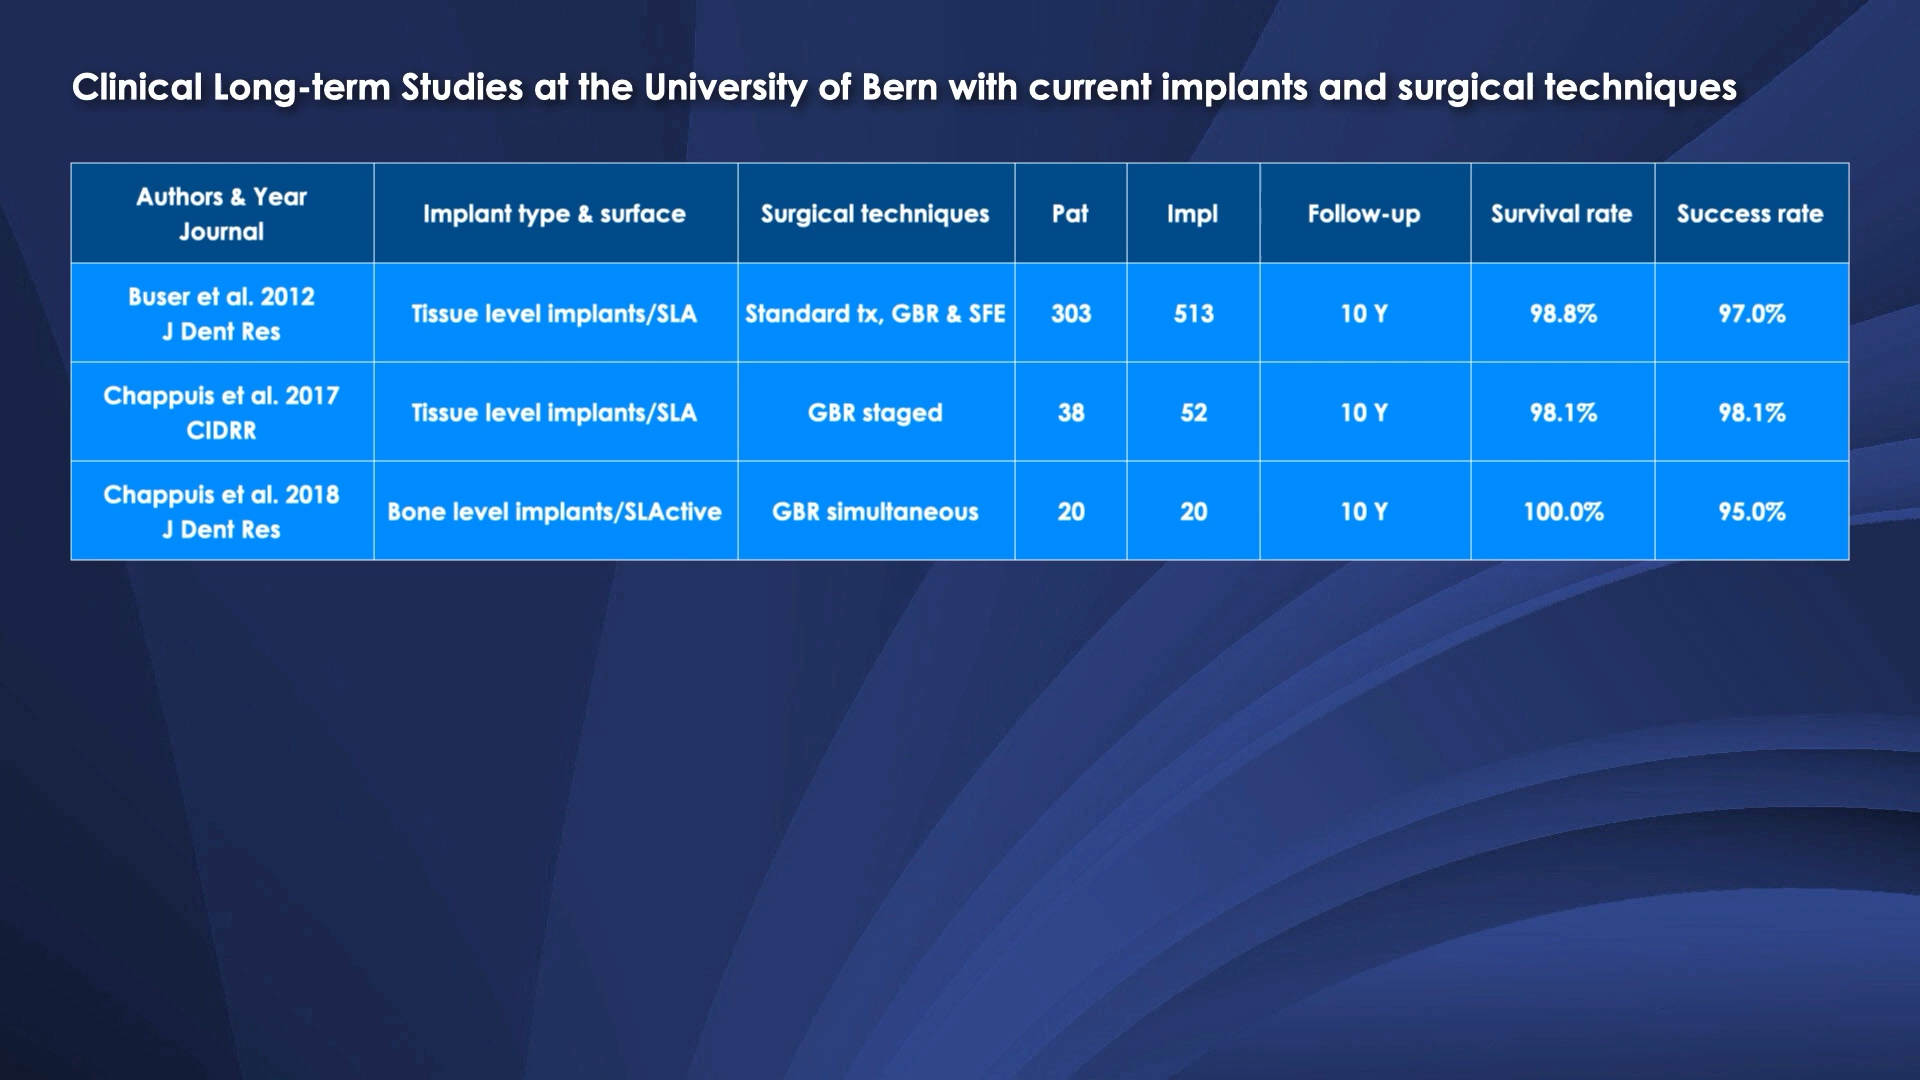 Clinical Long-term Studies at the University of Bern with current implants and surgical techniques
Authors & Year
Journal
Implant type & surface
Surgical techniques
Pat
Impl
Follow-up
Survival rate
Success rate
Buser et al. 2012
J Dent Res
Tissue level implants/SLA
Standard tx, GBR & SFE
303
513
10 Y
98.8%
97.0%
Chappuis et al. 2017
CIDRR
Tissue level implants/SLA
GBR staged
38
52
10 Y
98.1%
98.1%
Chappuis et al. 2018
J Dent Res
Bone level implants/SLActive
GBR simultaneous
20
20
10 Y
100.0%
95.0%